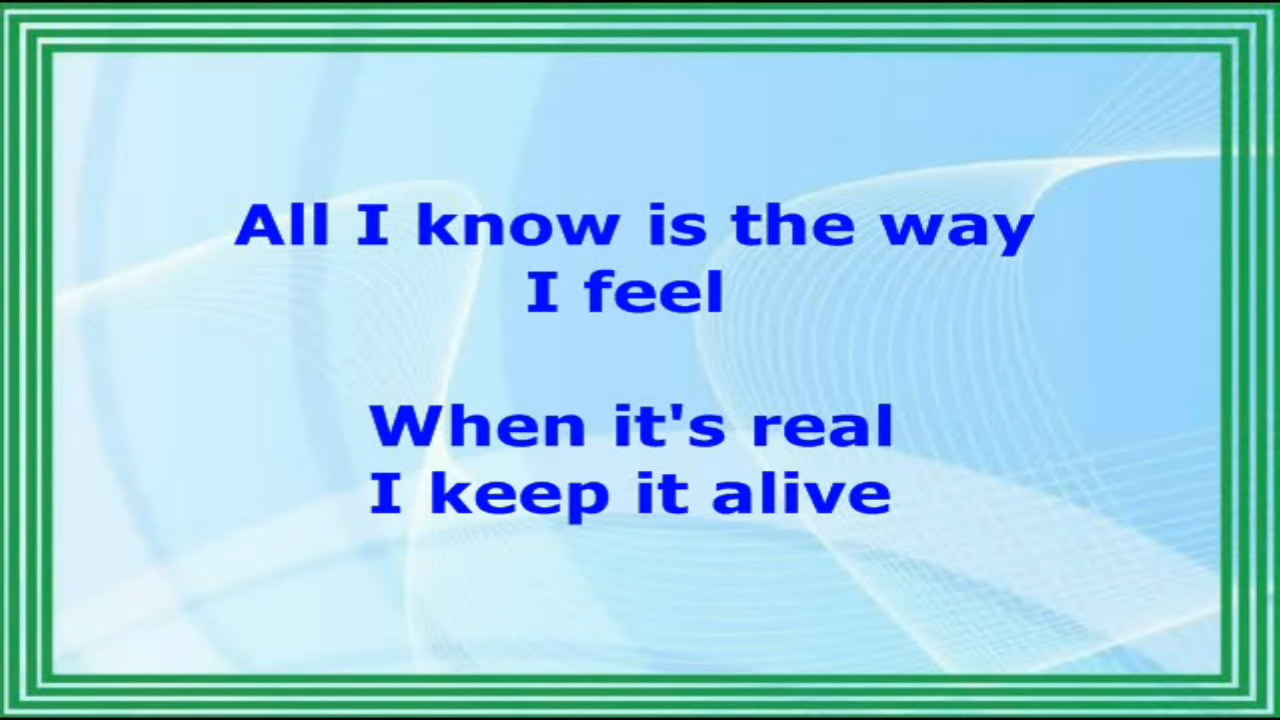 All I know is the way
I feel
When it's real
I keep it alive